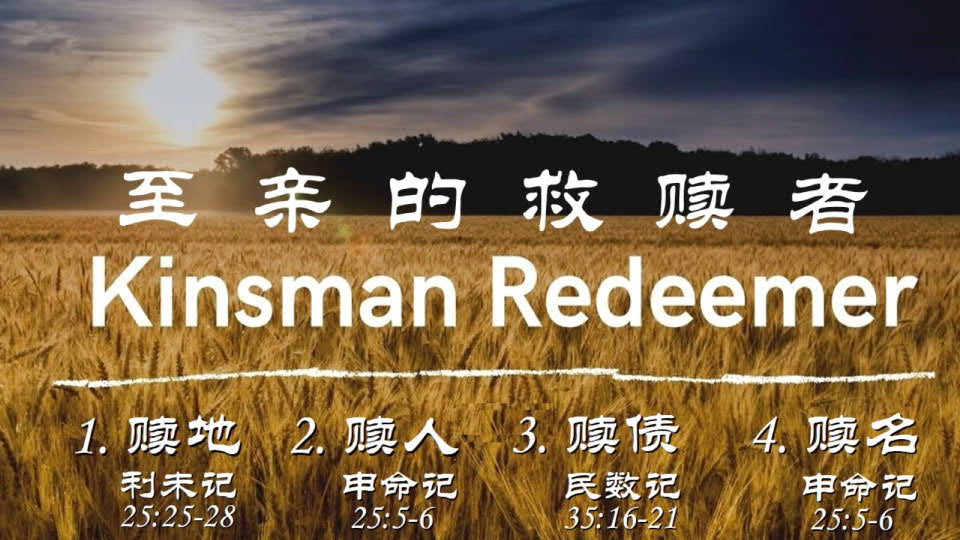 至亲的救赎者
Kinsman Redeemer
1. 赎地
利未记
25:25-28
2. 赎人
申命记
25:5-6
3. 赎债
民数记
35:16-21
4. 赎名
申命记
25:5-6